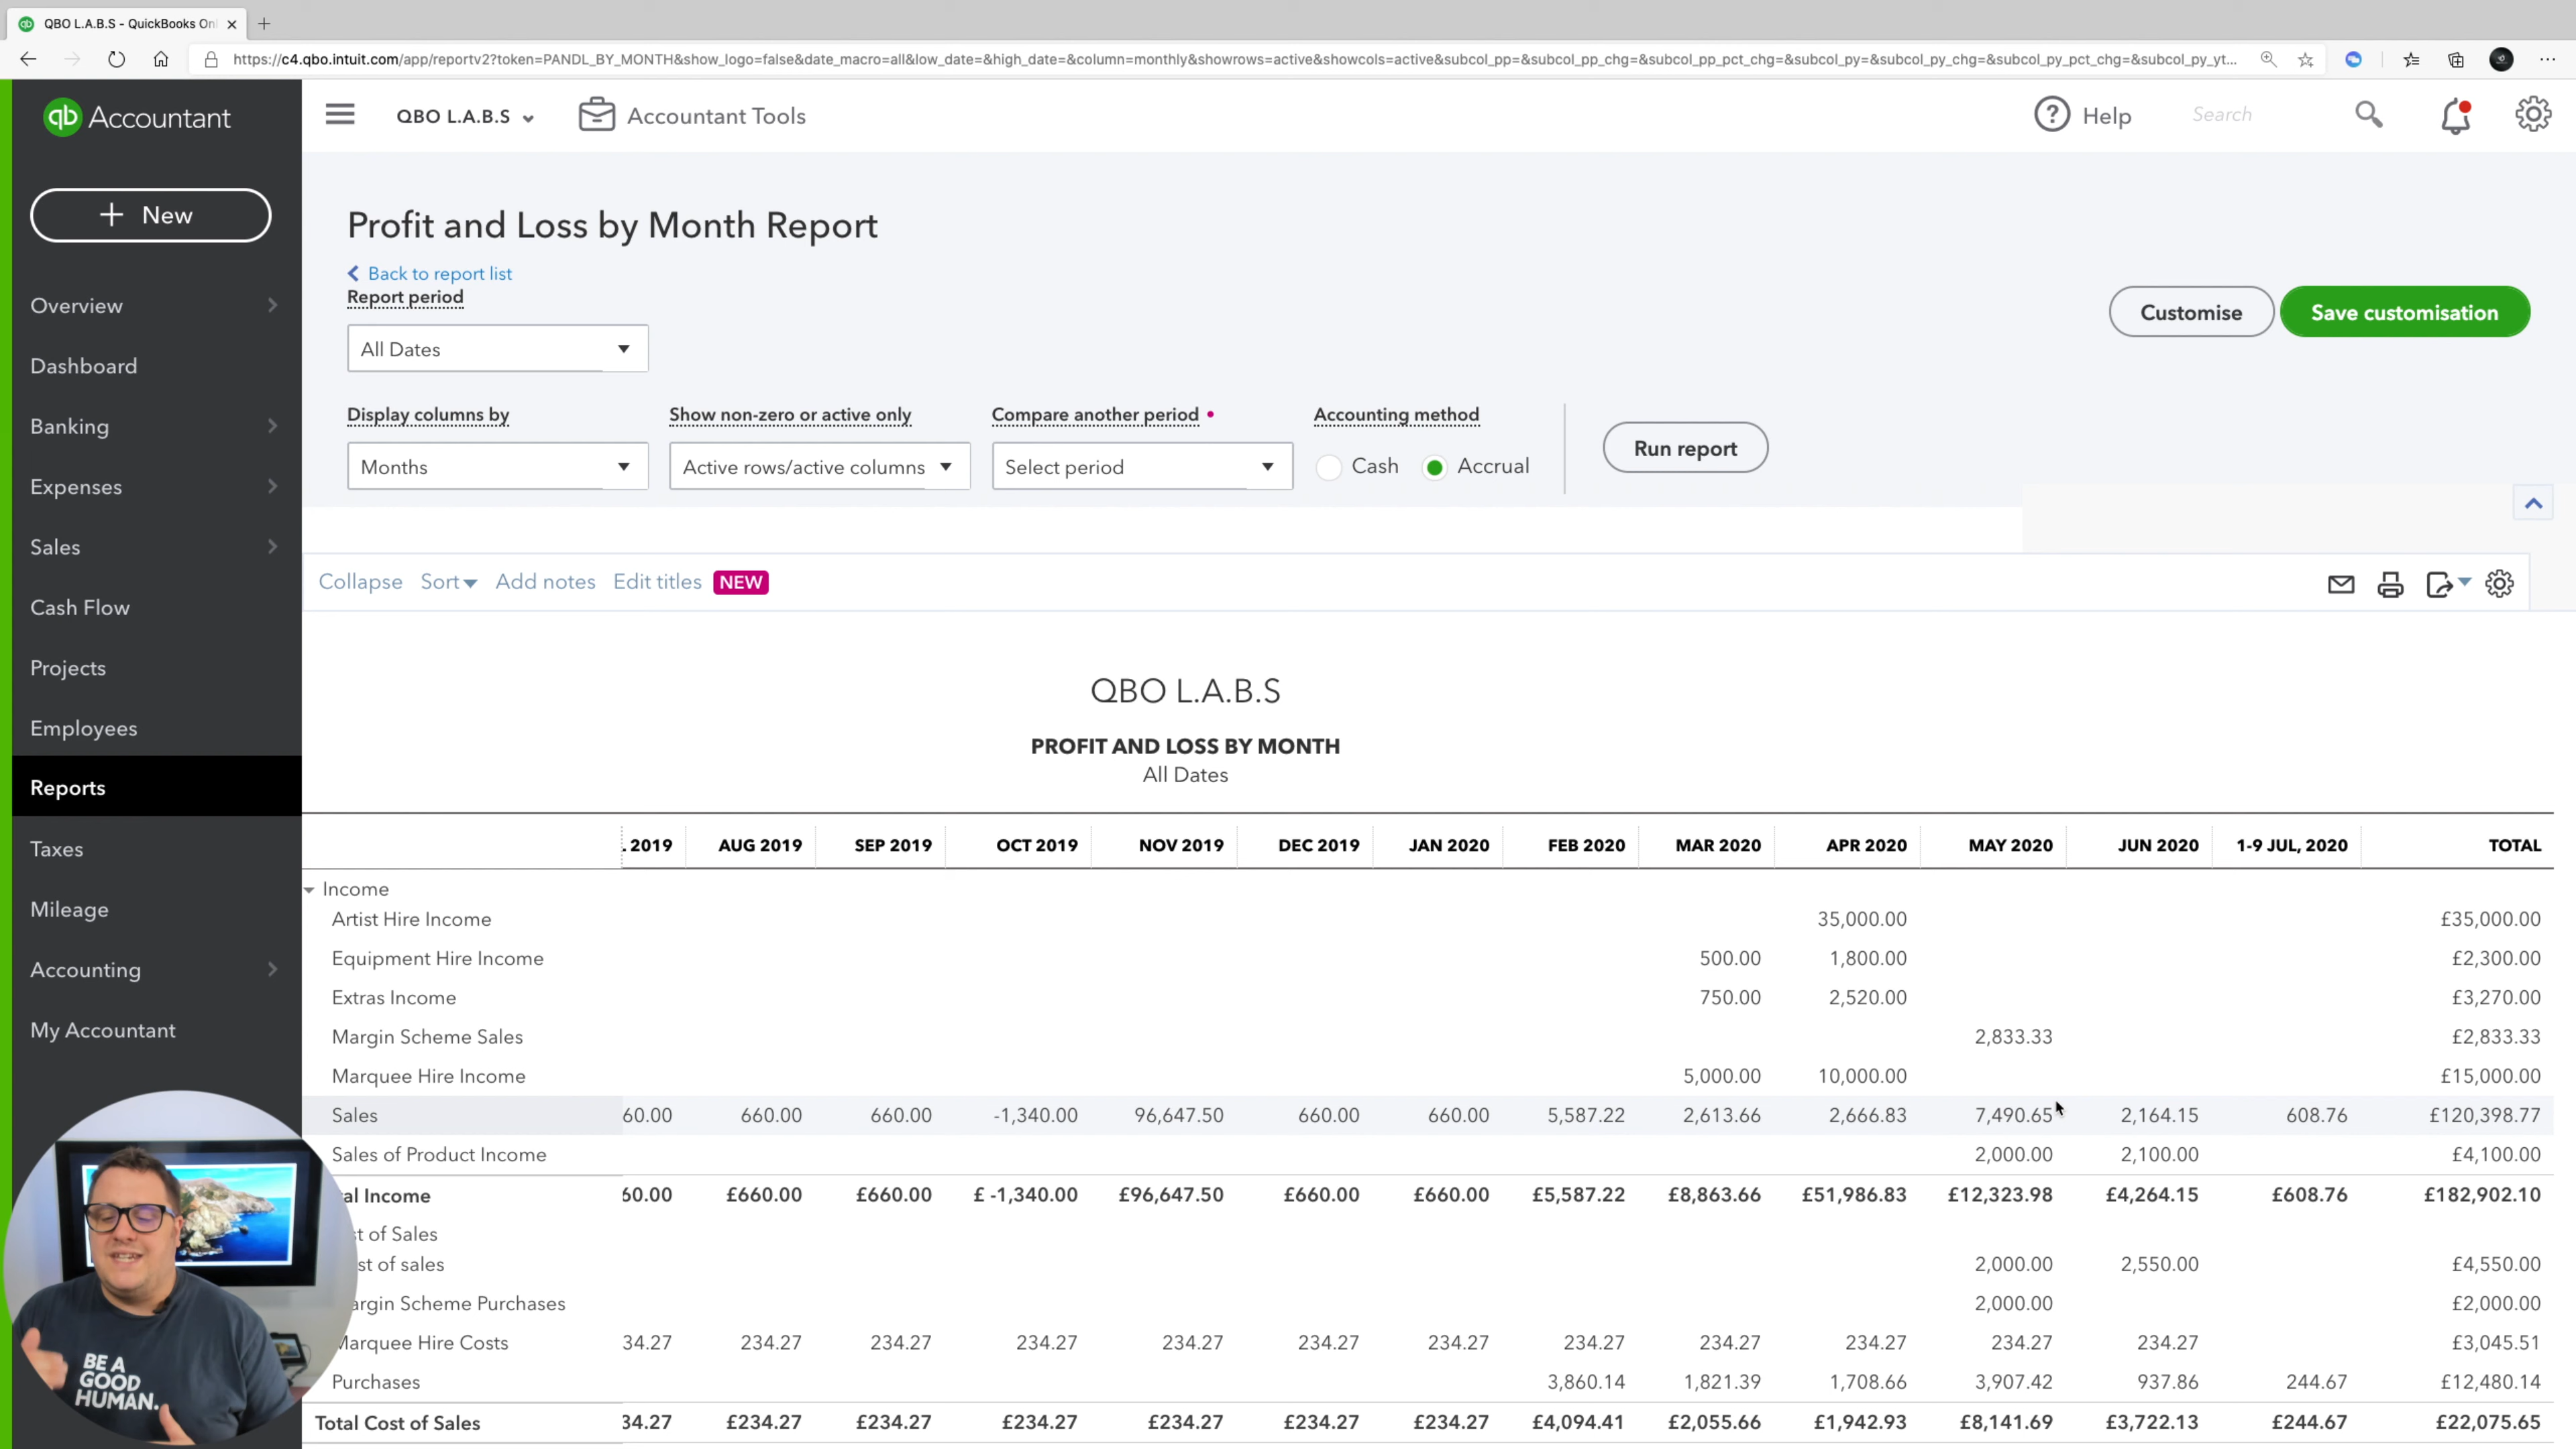 QBO L.A.B.S - QuickBooks Onl
https://c4.qbo.intuit.com/app/reportv2?token=PANDL_BY_MONTH&show_logo=false&date_macro=all&low_date=&high_date=&column=monthly&showrows=active&showcols=active&subcol_pp=&subcol_pp_chg=&subcol_pp_pct_chg=&subcol_py=&subcol_py_chg=&subcol_py_pct_chg=&subcol_py_yt...
qb Accountant
QBO L.A.B.S Accountant Tools ? Help Search
+ New
Overview
Dashboard
Banking
Expenses
Sales
Cash Flow
Projects
Employees
Reports
Taxes
Mileage
Accounting
My Accountant
Profit and Loss by Month Report
Back to report list
Report period
All Dates
Customise Save customisation
Display columns by Show non-zero or active only Compare another period Accounting method
Months Active rows/active columns Select period Cash Accrual Run report
Collapse Sort Add notes Edit titles NEW
QBO L.A.B.S
PROFIT AND LOSS BY MONTH
All Dates
. 2019 AUG 2019 SEP 2019 OCT 2019 NOV 2019 DEC 2019 JAN 2020 FEB 2020 MAR 2020 APR 2020 MAY 2020 JUN 2020 1-9 JUL, 2020 TOTAL
Income
Artist Hire Income 35,000.00 £35,000.00
Equipment Hire Income 500.00 1,800.00 £2,300.00
Extras Income 750.00 2,520.00 £3,270.00
Margin Scheme Sales 2,833.33 £2,833.33
Marquee Hire Income 5,000.00 10,000.00 £15,000.00
Sales 60.00 660.00 660.00 -1,340.00 96,647.50 660.00 660.00 5,587.22 2,613.66 2,666.83 7,490.65 2,164.15 608.76 £120,398.77
Sales of Product Income 2,000.00 2,100.00 £4,100.00
al Income 60.00 £660.00 £660.00 £ -1,340.00 £96,647.50 £660.00 £660.00 £5,587.22 £8,863.66 £51,986.83 £12,323.98 £4,264.15 £608.76 £182,902.10
st of Sales
st of sales 2,000.00 2,550.00 £4,550.00
argin Scheme Purchases 2,000.00 £2,000.00
Marquee Hire Costs 34.27 234.27 234.27 234.27 234.27 234.27 234.27 234.27 234.27 234.27 234.27 234.27 £3,045.51
Purchases 3,860.14 1,821.39 1,708.66 3,907.42 937.86 244.67 £12,480.14
Total Cost of Sales 34.27 £234.27 £234.27 £234.27 £234.27 £234.27 £234.27 £4,094.41 £2,055.66 £1,942.93 £8,141.69 £3,722.13 £244.67 £22,075.65
BE A
GOOD
HUMAN.